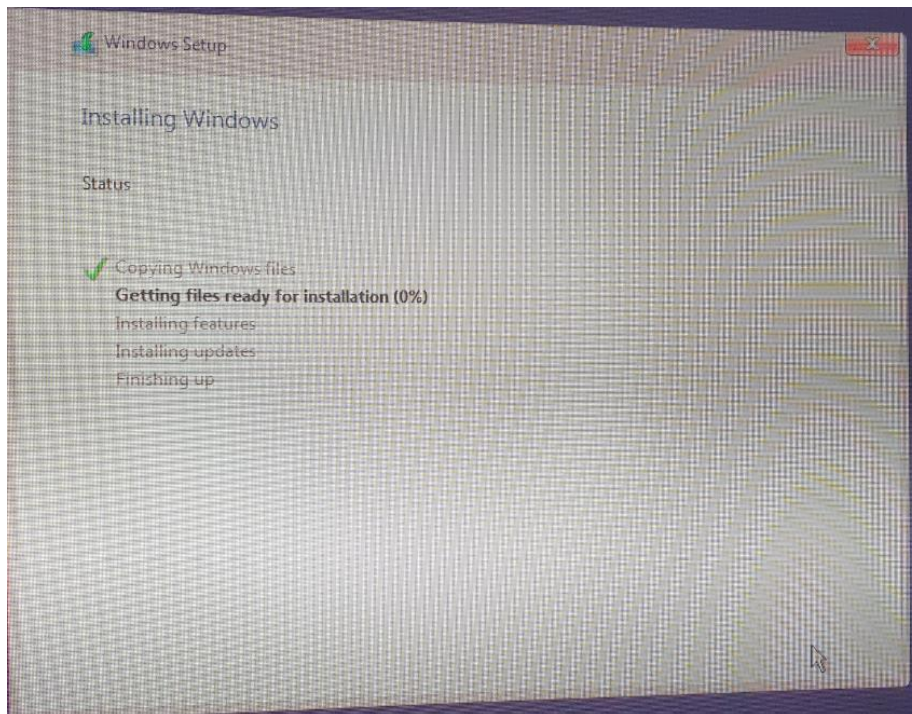 Windows Setup
Installing Windows
Status
Copying Windows files
Getting files ready for installation (0%)
Installing features
Installing updates
Finishing up